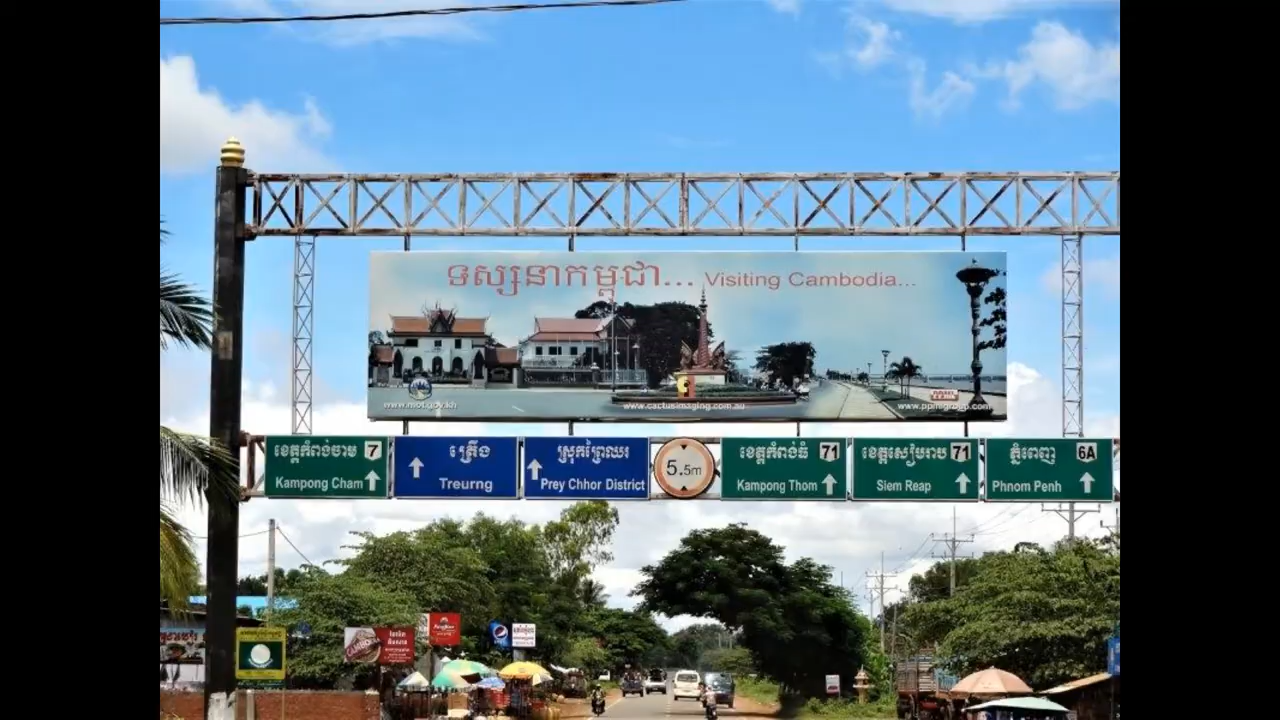 ទស្សនាកម្ពុជា... Visiting Cambodia...
www.mot.gov.kh
www.cactusimaging.com.au
www.ppmgroup.com
ខេត្តកំពង់ចាម 7
Kampong Cham
ត្រើង
Treurng
ស្រុកព្រៃឈរ
Prey Chhor District
5.5m
ខេត្តកំពង់ធំ 71
Kampong Thom
ខេត្តសៀមរាប 71
Siem Reap
ភ្នំពេញ 6A
Phnom Penh